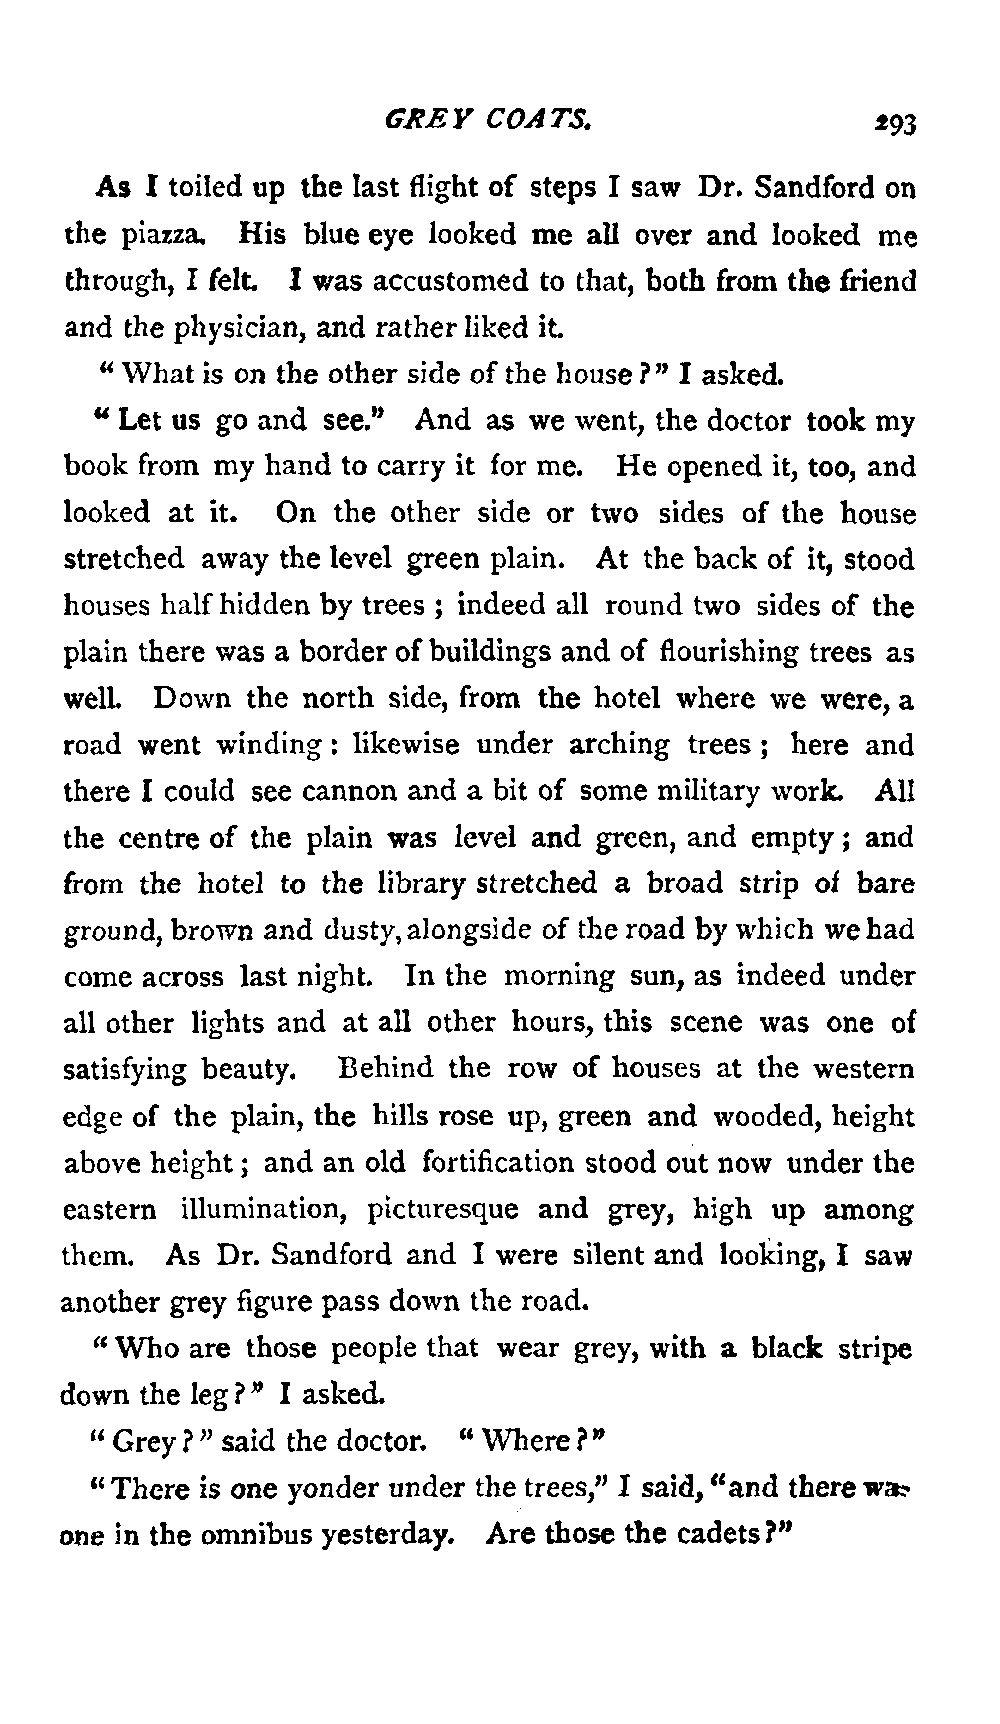 GREY COATS. 293
As I toiled up the last flight of steps I saw Dr. Sandford on
the piazza. His blue eye looked me all over and looked me
through, I felt. I was accustomed to that, both from the friend
and the physician, and rather liked it.
"What is on the other side of the house?" I asked.
"Let us go and see." And as we went, the doctor took my
book from my hand to carry it for me. He opened it, too, and
looked at it. On the other side or two sides of the house
stretched away the level green plain. At the back of it, stood
houses half hidden by trees; indeed all round two sides of the
plain there was a border of buildings and of flourishing trees as
well. Down the north side, from the hotel where we were, a
road went winding: likewise under arching trees; here and
there I could see cannon and a bit of some military work. All
the centre of the plain was level and green, and empty; and
from the hotel to the library stretched a broad strip of bare
ground, brown and dusty, alongside of the road by which we had
come across last night. In the morning sun, as indeed under
all other lights and at all other hours, this scene was one of
satisfying beauty. Behind the row of houses at the western
edge of the plain, the hills rose up, green and wooded, height
above height; and an old fortification stood out now under the
eastern illumination, picturesque and grey, high up among
them. As Dr. Sandford and I were silent and looking, I saw
another grey figure pass down the road.
"Who are those people that wear grey, with a black stripe
down the leg?" I asked.
"Grey?" said the doctor. "Where?"
"There is one yonder under the trees," I said, "and there was
one in the omnibus yesterday. Are those the cadets?"